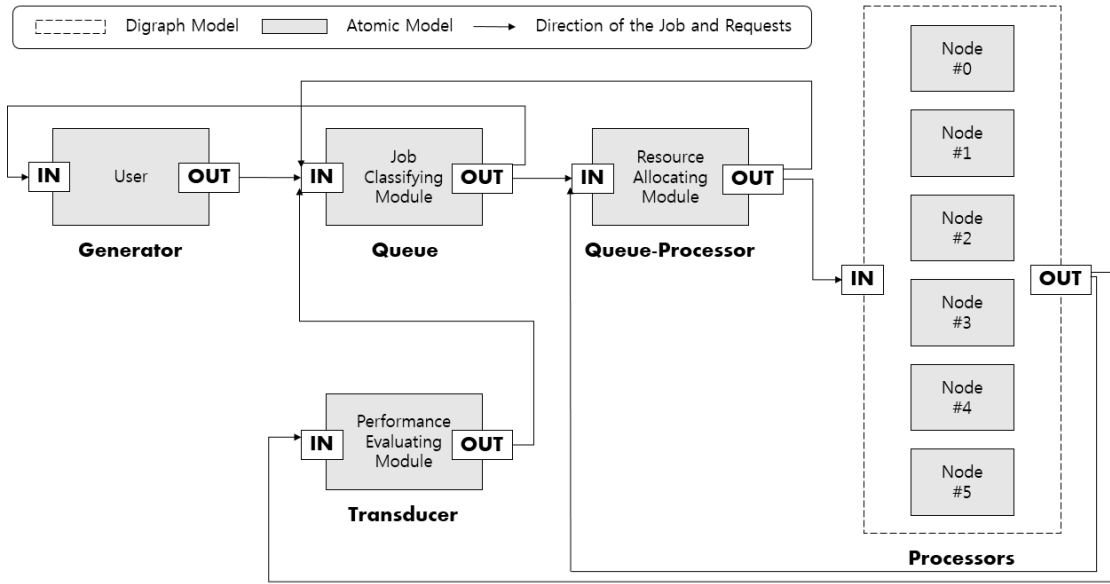 Digraph Model
Atomic Model
Direction of the Job and Requests
IN
User
OUT
Generator
IN
Job
Classifying
Module
OUT
Queue
IN
Resource
Allocating
Module
OUT
Queue-Processor
IN
Performance
Evaluating
Module
OUT
Transducer
IN
Node
#0
Node
#1
Node
#2
Node
#3
Node
#4
Node
#5
OUT
Processors